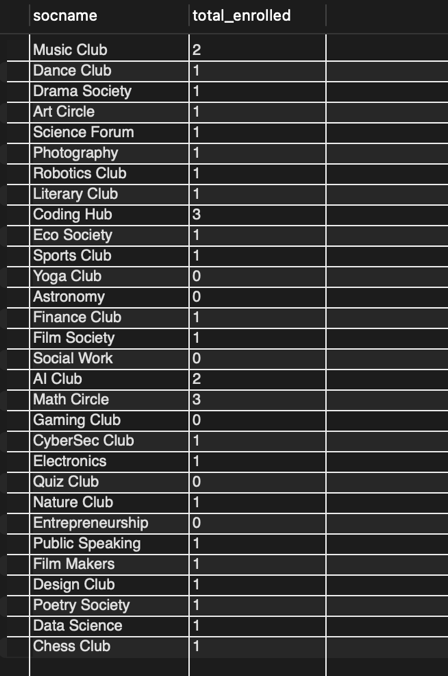 socname total_enrolled
Music Club 2
Dance Club 1
Drama Society 1
Art Circle 1
Science Forum 1
Photography 1
Robotics Club 1
Literary Club 1
Coding Hub 3
Eco Society 1
Sports Club 1
Yoga Club 0
Astronomy 0
Finance Club 1
Film Society 1
Social Work 0
AI Club 2
Math Circle 3
Gaming Club 0
CyberSec Club 1
Electronics 1
Quiz Club 0
Nature Club 1
Entrepreneurship 0
Public Speaking 1
Film Makers 1
Design Club 1
Poetry Society 1
Data Science 1
Chess Club 1